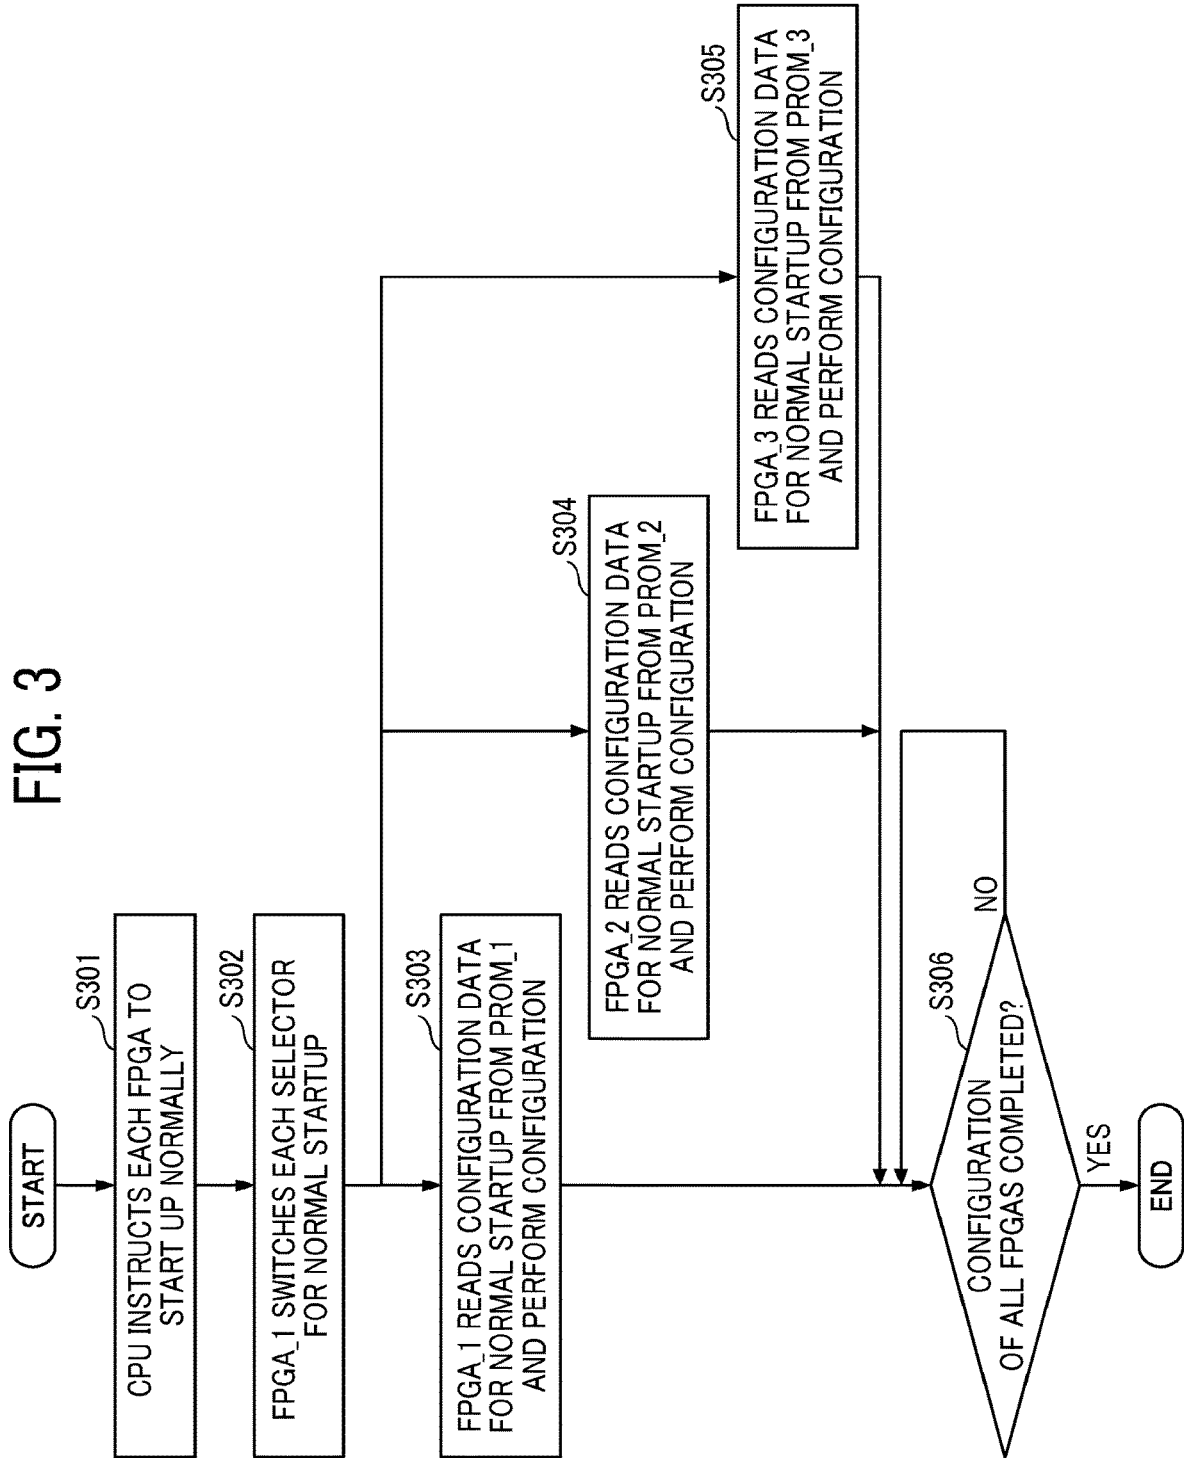 FIG. 3
START
S301
CPU INSTRUCTS EACH FPGA TO
START UP NORMALLY
S302
FPGA_1 SWITCHES EACH SELECTOR
FOR NORMAL STARTUP
S303
FPGA_1 READS CONFIGURATION DATA
FOR NORMAL STARTUP FROM PROM_1
AND PERFORM CONFIGURATION
S304
FPGA_2 READS CONFIGURATION DATA
FOR NORMAL STARTUP FROM PROM_2
AND PERFORM CONFIGURATION
S305
FPGA_3 READS CONFIGURATION DATA
FOR NORMAL STARTUP FROM PROM_3
AND PERFORM CONFIGURATION
S306
CONFIGURATION
OF ALL FPGAS COMPLETED?
NO
YES
END